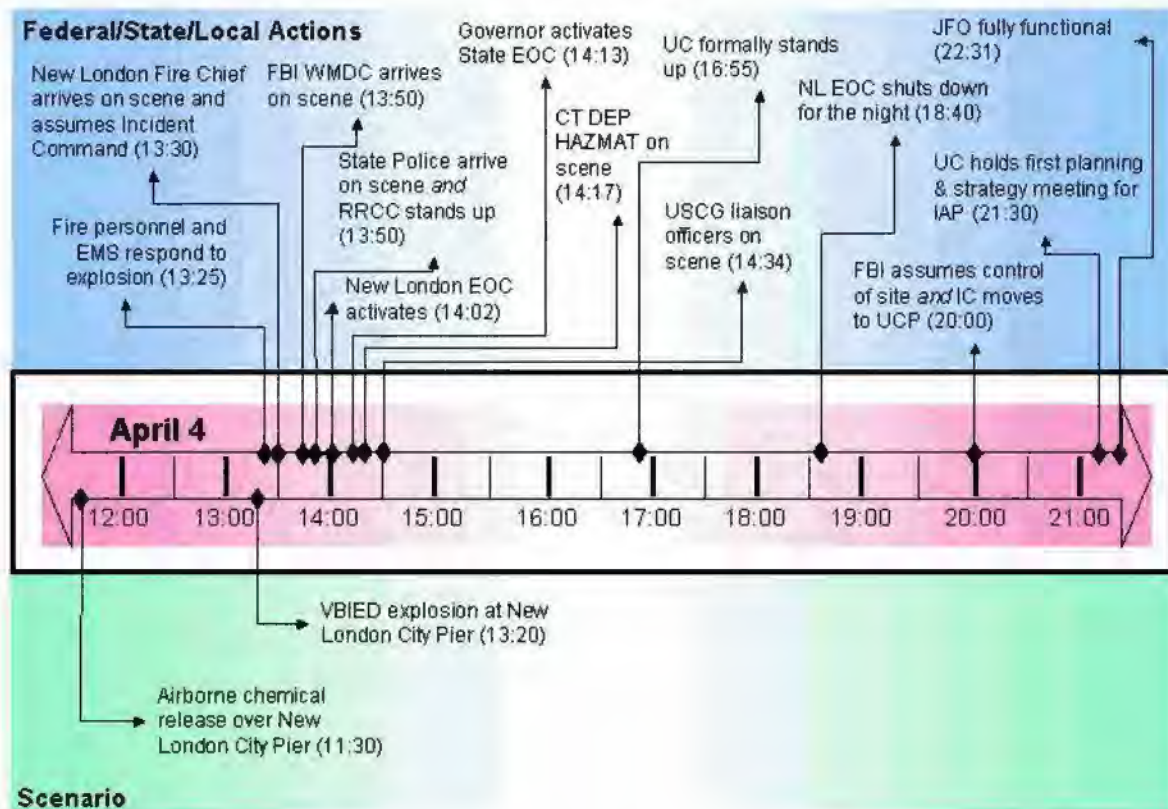 Federal/State/Local Actions
New London Fire Chief
arrives on scene and
assumes Incident
Command (13:30)
Fire personnel and
EMS respond to
explosion (13:25)
FBI WMDC arrives
on scene (13:50)
State Police arrive
on scene and
RRCC stands up
(13:50)
New London EOC
activates (14:02)
Governor activates
State EOC (14:13)
CT DEP
HAZMAT on
scene
(14:17)
UC formally stands
up (16:55)
USCG liaison
officers on
scene (14:34)
NL EOC shuts down
for the night (18:40)
FBI assumes control
of site and IC moves
to UCP (20:00)
JFO fully functional
(22:31)
UC holds first planning
& strategy meeting for
IAP (21:30)
April 4
12:00 13:00 14:00 15:00 16:00 17:00 18:00 19:00 20:00 21:00
VBIED explosion at New
London City Pier (13:20)
Airborne chemical
release over New
London City Pier (11:30)
Scenario